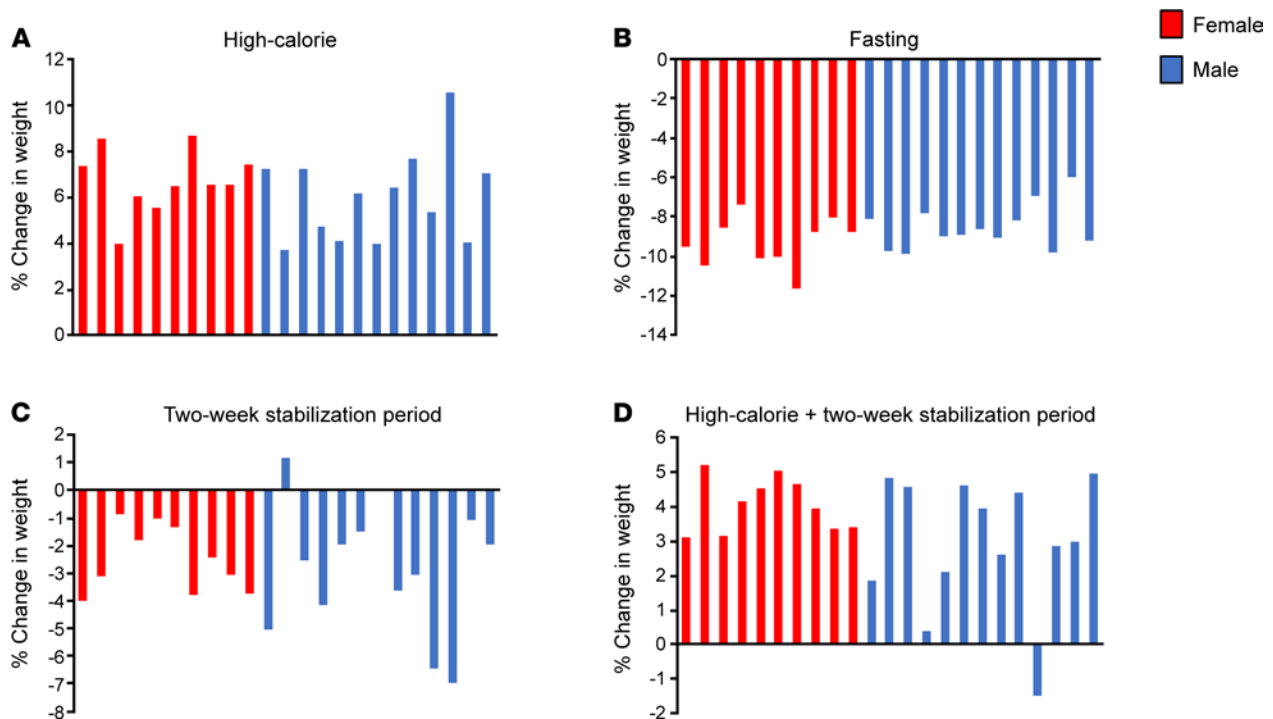 A
High-calorie
% Change in weight
12
10
8
6
4
2
0
B
Fasting
% Change in weight
0
-2
-4
-6
-8
-10
-12
-14
Female
Male
C
Two-week stabilization period
% Change in weight
2
1
0
-1
-2
-3
-4
-5
-6
-7
-8
D
High-calorie + two-week stabilization period
% Change in weight
6
5
4
3
2
1
0
-1
-2